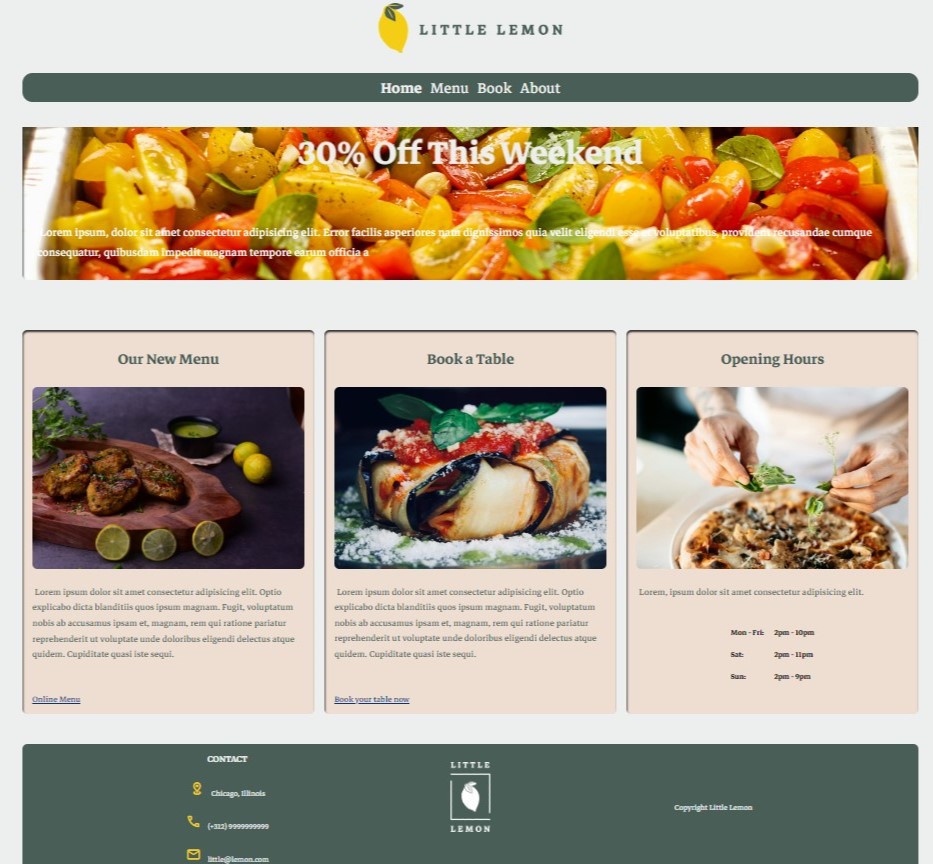 LITTLE LEMON
Home Menu Book About
30% Off This Weekend
Lorem ipsum, dolor sit amet consectetur adipisicing elit. Error facilis asperiores nam dignissimos quia velit eligendi esse et voluptatibus, provident recusandae cumque
consequatur, quibusdam impedit magnam tempore earum officia a
Our New Menu
Lorem ipsum dolor sit amet consectetur adipisicing elit. Optio
explicabo dicta blanditiis quos ipsum magnam. Fugit, voluptatum
nobis ab accusamus ipsam et, magnam, rem qui ratione pariatur
reprehenderit ut voluptate unde doloribus eligendi delectus atque
quidem. Cupiditate quasi iste sequi.
Online Menu
Book a Table
Lorem ipsum dolor sit amet consectetur adipisicing elit. Optio
explicabo dicta blanditiis quos ipsum magnam. Fugit, voluptatum
nobis ab accusamus ipsam et, magnam, rem qui ratione pariatur
reprehenderit ut voluptate unde doloribus eligendi delectus atque
quidem. Cupiditate quasi iste sequi.
Book your table now
Opening Hours
Lorem, ipsum dolor sit amet consectetur adipisicing elit.
Mon - Fri: 2pm - 10pm
Sat: 2pm - 11pm
Sun: 2pm - 9pm
CONTACT
Chicago, Illinois
(+312) 9999999999
little@lemon.com
LITTLE
LEMON
Copyright Little Lemon